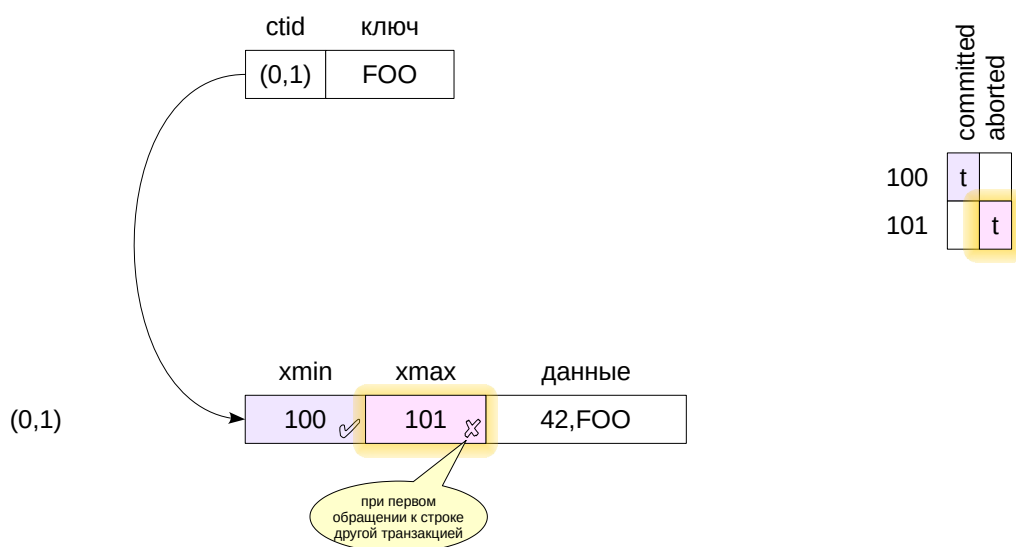 ctid ключ
(0,1) FOO
committed
aborted
100 t
101 t
xmin xmax данные
(0,1) 100 101 42,FOO
при первом
обращении к строке
другой транзакцией